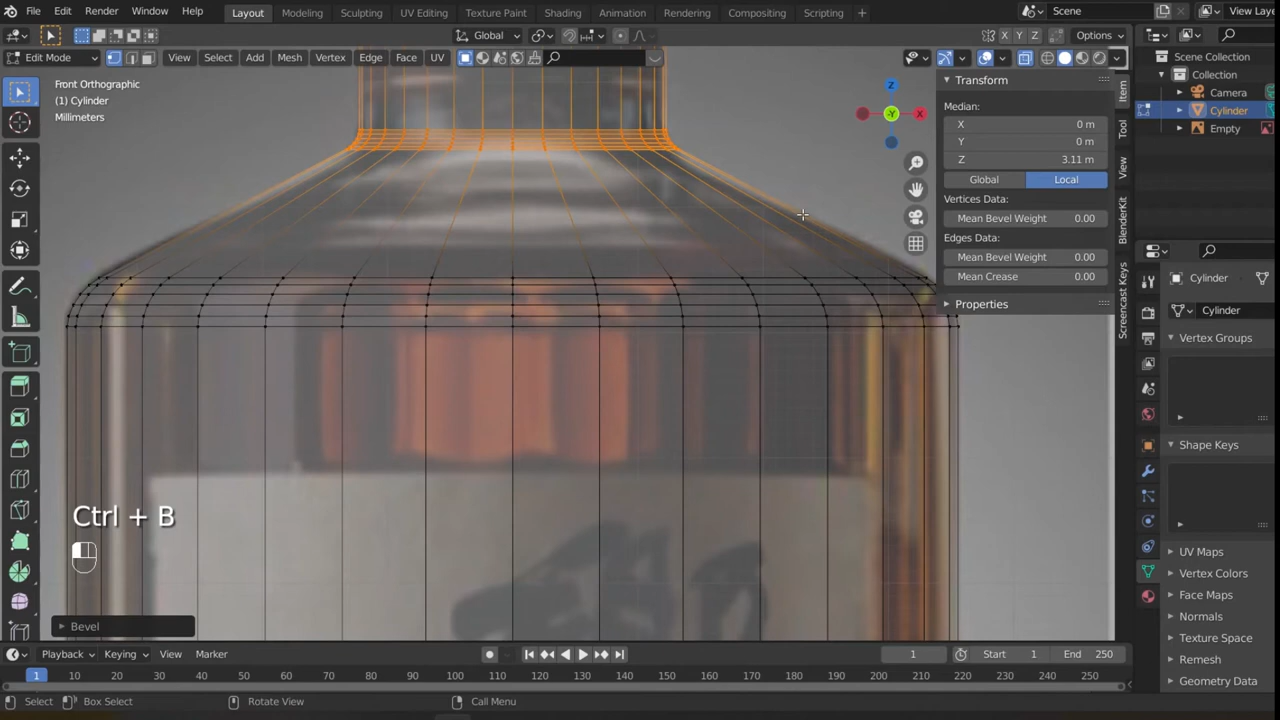 File Edit Render Window Help Layout Modeling Sculpting UV Editing Texture Paint Shading Animation Rendering Compositing Scripting + Scene View Laye
Global Options
Edit Mode View Select Add Mesh Vertex Edge Face UV
Front Orthographic
(1) Cylinder
Millimeters
Z
Y
X
Transform
Median:
X 0 m
Y 0 m
Z 3.11 m
Global Local
Vertices Data:
Mean Bevel Weight 0.00
Edges Data:
Mean Bevel Weight 0.00
Mean Crease 0.00
Properties
Item
Tool
View
BlenderKit
Screencast Keys
Scene Collection
Collection
Camera
Cylinder
Empty
Cylinder
Cylinder
Vertex Groups
Shape Keys
UV Maps
Vertex Colors
Face Maps
Normals
Texture Space
Remesh
Geometry Data
Ctrl + B
Bevel
Playback Keying View Marker 1 Start 1 End 250
1 10 20 30 40 50 60 70 80 90 100 110 120 130 140 150 160 170 180 190 200 210 220 230 240 250
Select Box Select Rotate View Call Menu